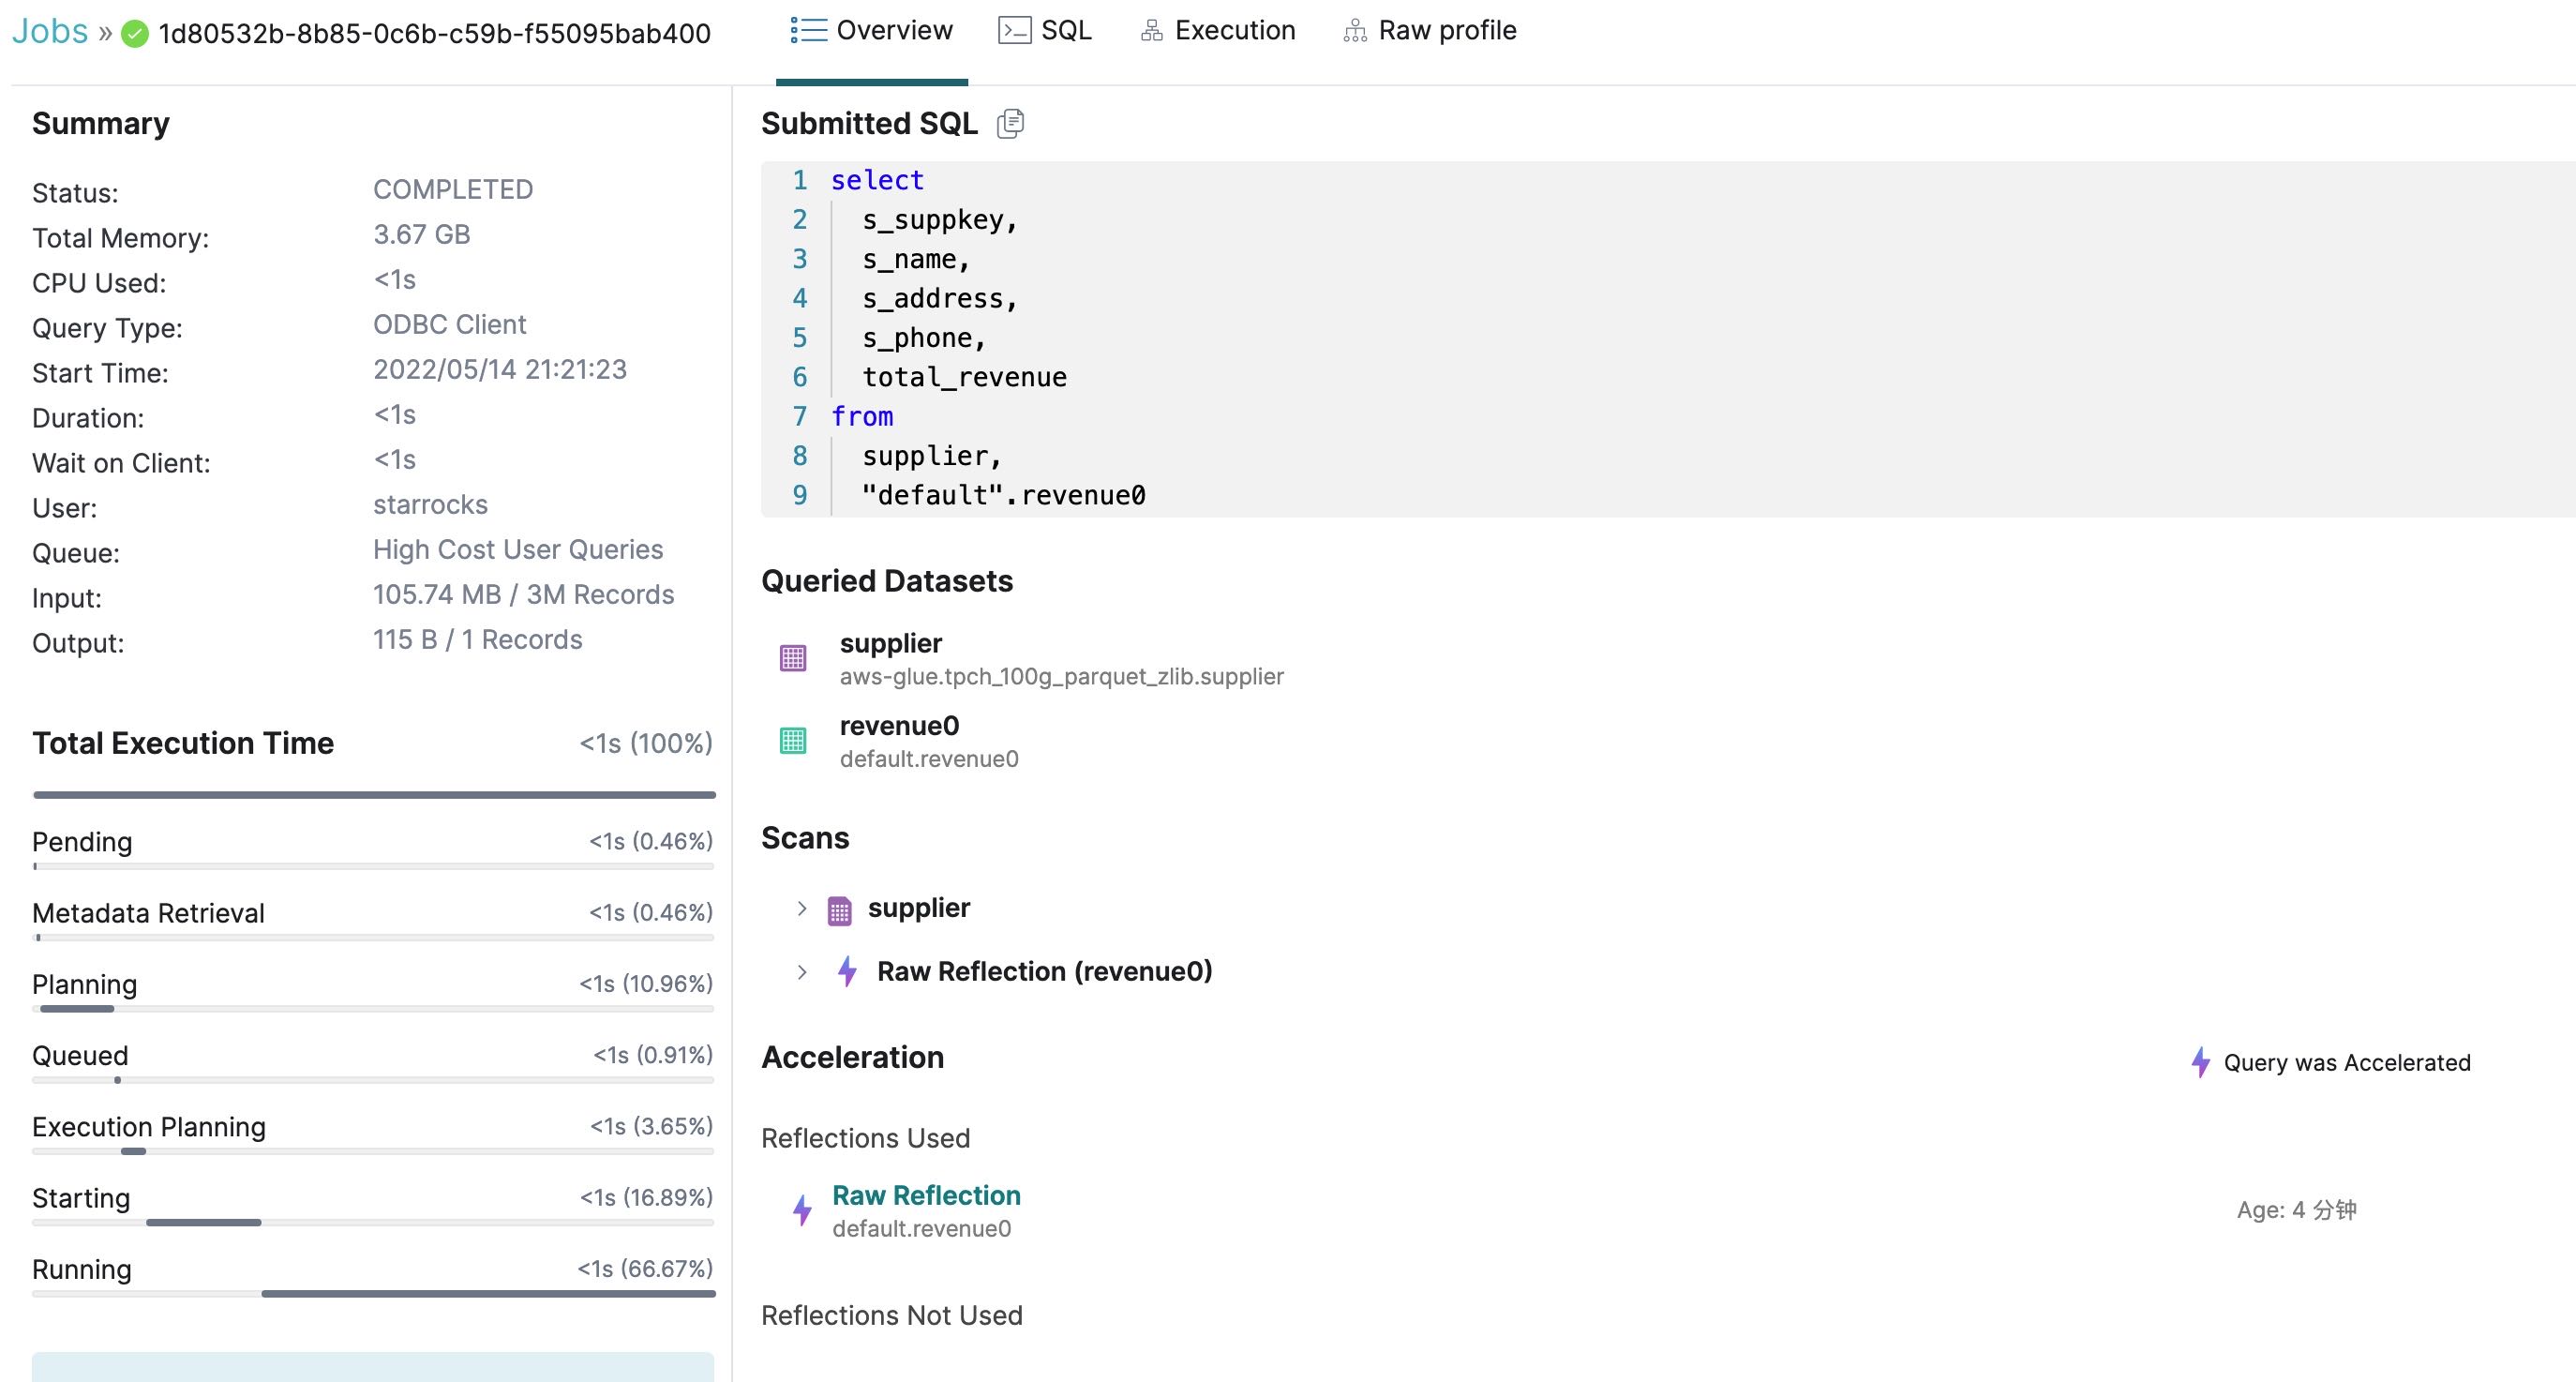 Jobs » 1d80532b-8b85-0c6b-c59b-f55095bab400
Overview
SQL
Execution
Raw profile
Summary
Status: COMPLETED
Total Memory: 3.67 GB
CPU Used: <1s
Query Type: ODBC Client
Start Time: 2022/05/14 21:21:23
Duration: <1s
Wait on Client: <1s
User: starrocks
Queue: High Cost User Queries
Input: 105.74 MB / 3M Records
Output: 115 B / 1 Records
Total Execution Time <1s (100%)
Pending <1s (0.46%)
Metadata Retrieval <1s (0.46%)
Planning <1s (10.96%)
Queued <1s (0.91%)
Execution Planning <1s (3.65%)
Starting <1s (16.89%)
Running <1s (66.67%)
Submitted SQL
1 select
2 s_suppkey,
3 s_name,
4 s_address,
5 s_phone,
6 total_revenue
7 from
8 supplier,
9 "default".revenue0
Queried Datasets
supplier
aws-glue.tpch_100g_parquet_zlib.supplier
revenue0
default.revenue0
Scans
supplier
Raw Reflection (revenue0)
Acceleration
Query was Accelerated
Reflections Used
Raw Reflection
default.revenue0
Age: 4 分钟
Reflections Not Used